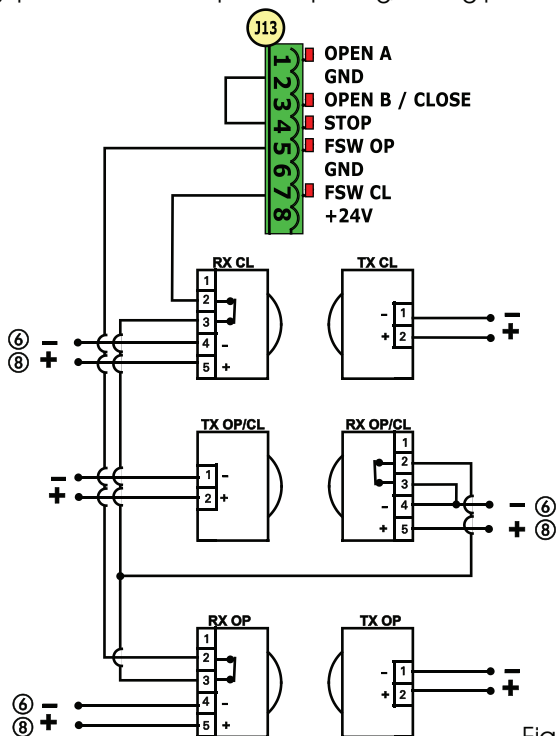 J13
1 OPEN A
2 GND
3 OPEN B / CLOSE
4 STOP
5 FSW OP
6 GND
7 FSW CL
8 +24V
RX CL
TX CL
1
2
3
4 -
5 +
- 1
+ 2
⑥ -
⑧ +
-
+
TX OP/CL
RX OP/CL
1 -
2 +
1
2
3
- 4
+ 5
-
+
- ⑥
+ ⑧
RX OP
TX OP
1
2
3
4 -
5 +
- 1
+ 2
⑥ -
⑧ +
-
+
Fig